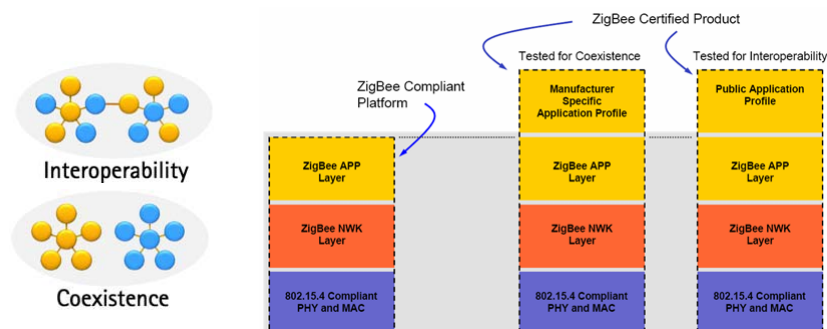 Interoperability
Coexistence
ZigBee Certified Product
Tested for Coexistence
Tested for Interoperability
ZigBee Compliant
Platform
Manufacturer
Specific
Application Profile
Public Application
Profile
ZigBee APP
Layer
ZigBee APP
Layer
ZigBee APP
Layer
ZigBee NWK
Layer
ZigBee NWK
Layer
ZigBee NWK
Layer
802.15.4 Compliant
PHY and MAC
802.15.4 Compliant
PHY and MAC
802.15.4 Compliant
PHY and MAC